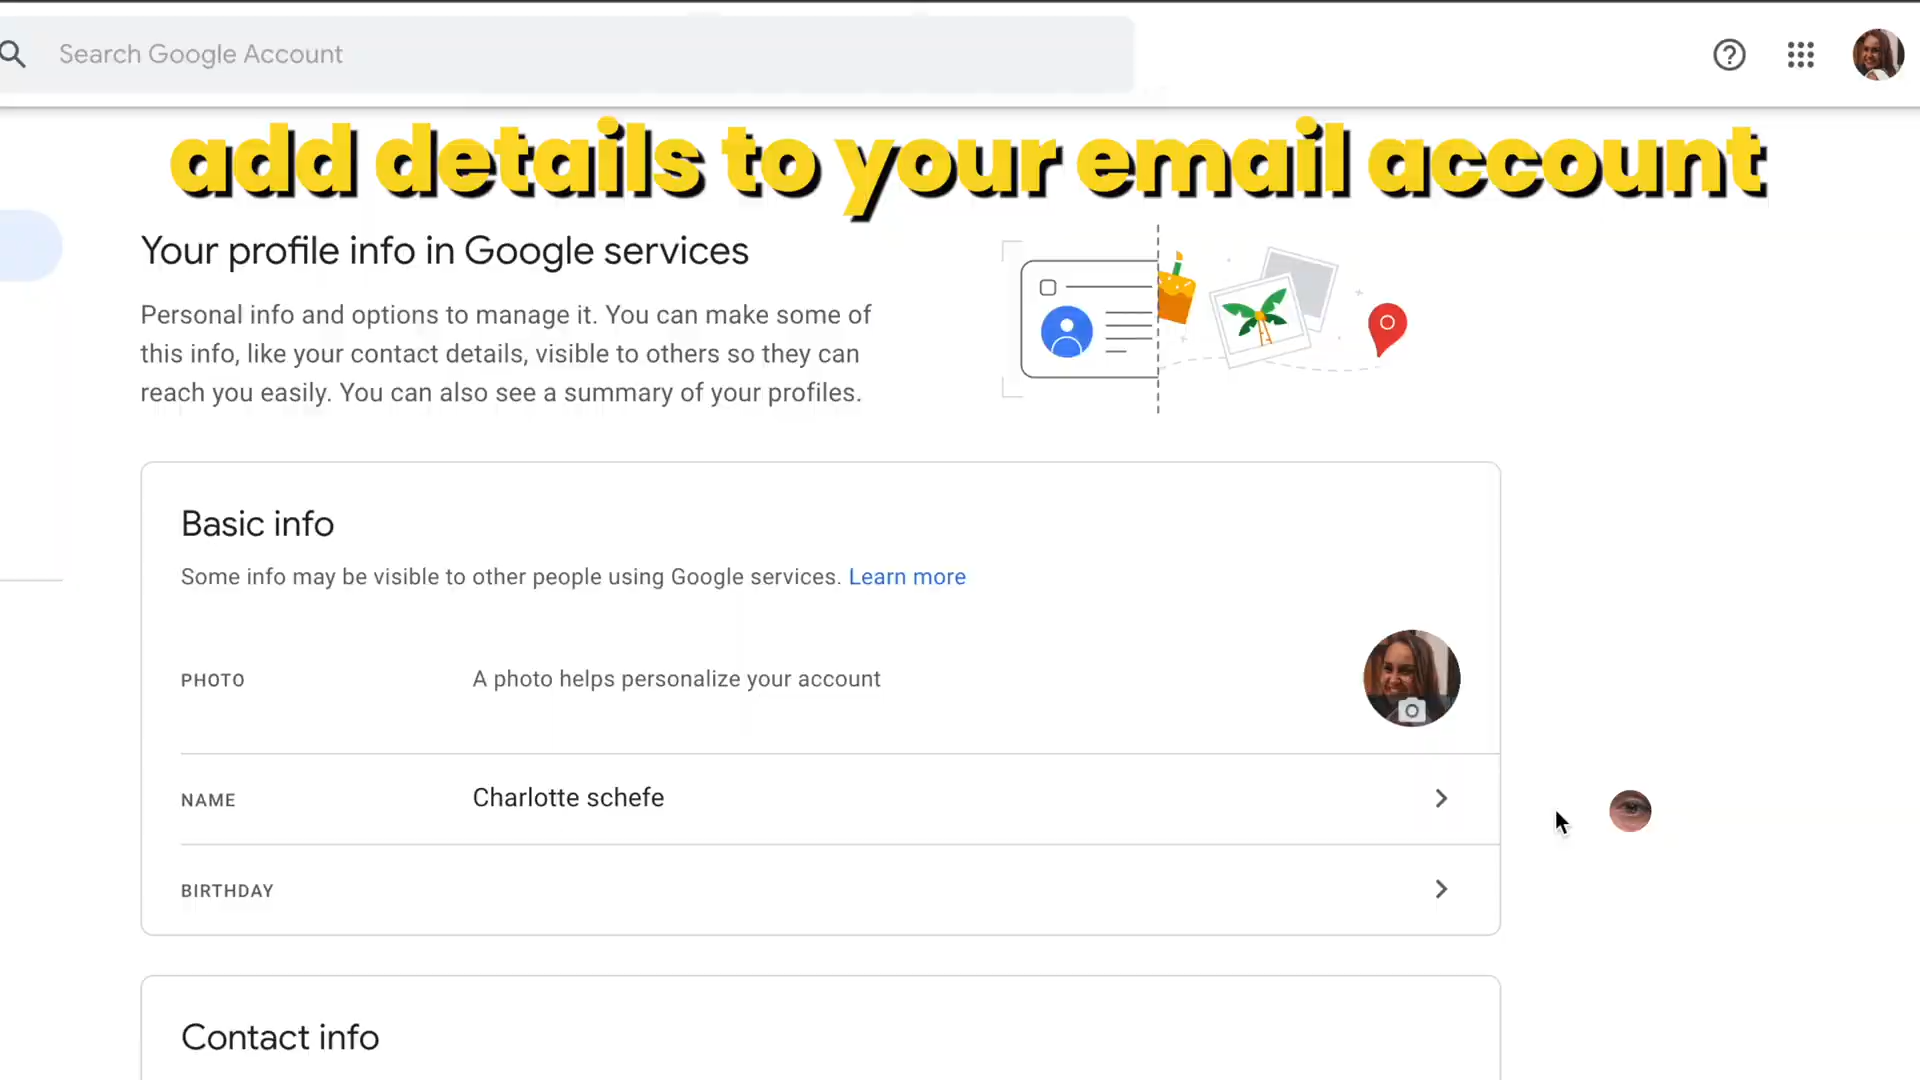 Search Google Account
add details to your email account
Your profile info in Google services
Personal info and options to manage it. You can make some of
this info, like your contact details, visible to others so they can
reach you easily. You can also see a summary of your profiles.
Basic info
Some info may be visible to other people using Google services. Learn more
PHOTO A photo helps personalize your account
NAME Charlotte schefe
BIRTHDAY
Contact info